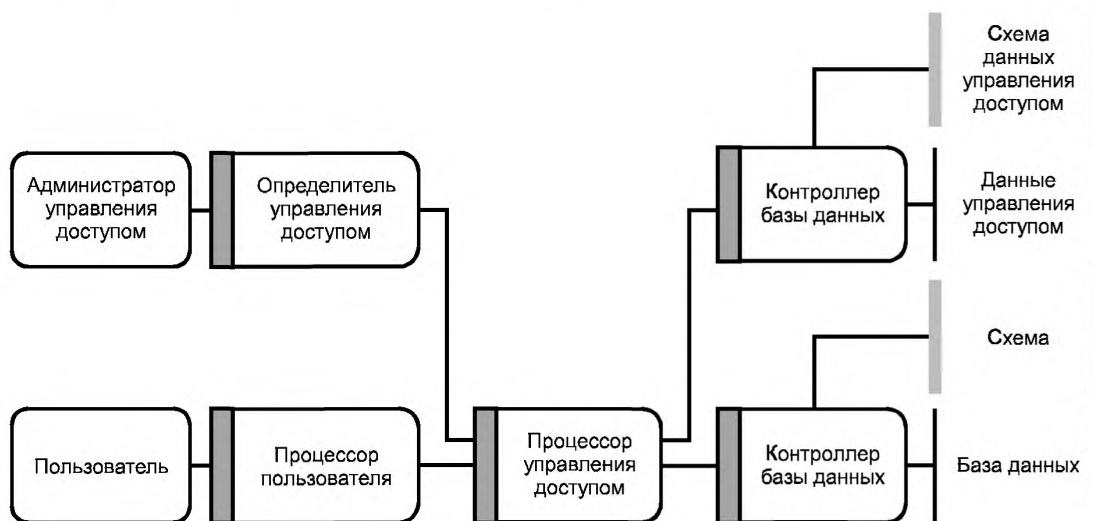 Схема
данных
управления
доступом
Администратор
управления
доступом
Определитель
управления
доступом
Контроллер
базы данных
Данные
управления
доступом
Схема
Пользователь
Процессор
пользователя
Процессор
управления
доступом
Контроллер
базы данных
База данных